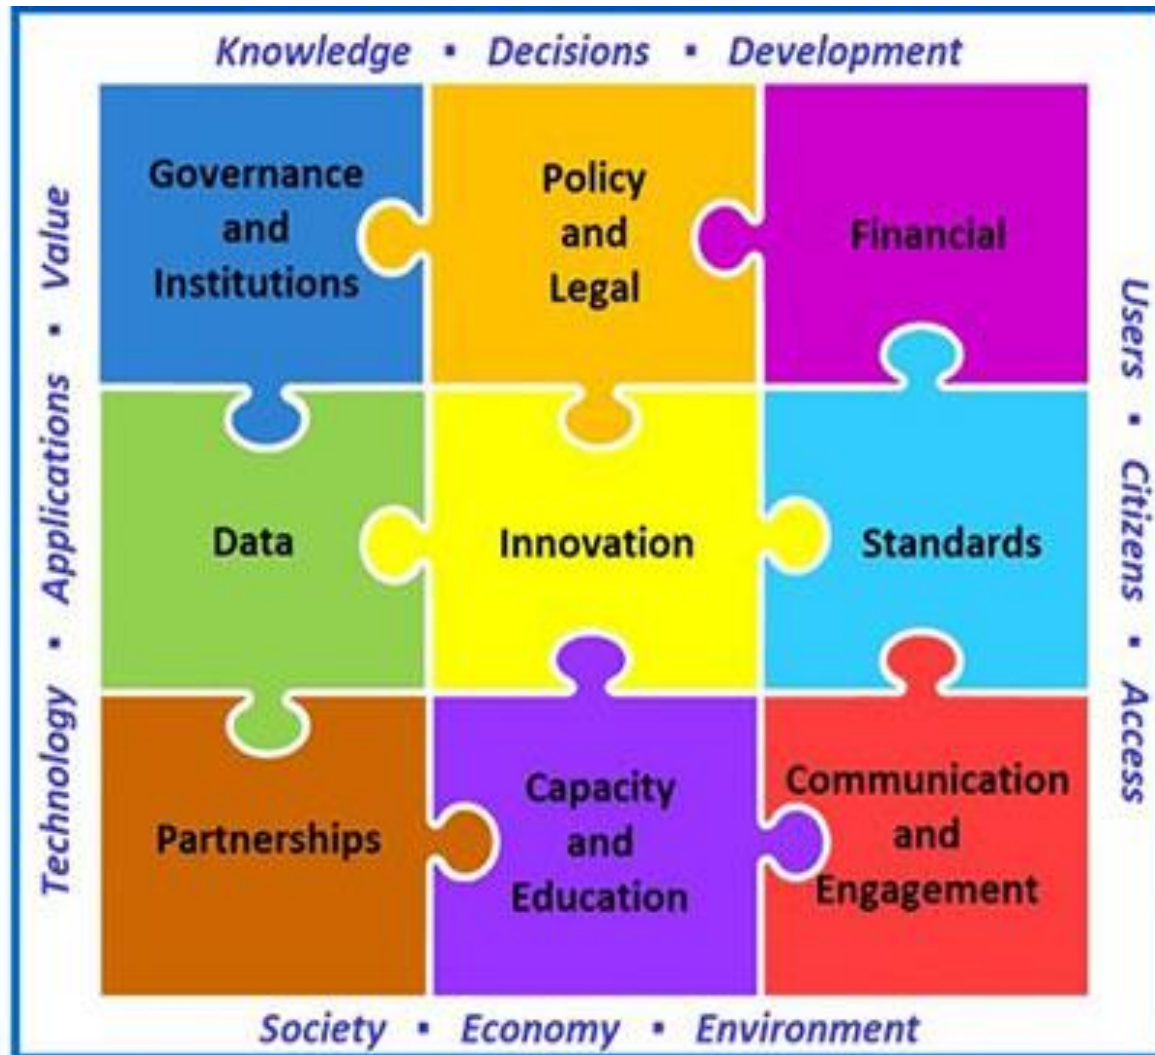 Knowledge ▪ Decisions ▪ Development
Technology ▪ Applications ▪ Value
Governance
and
Institutions
Policy
and
Legal
Financial
Users ▪ Citizens ▪ Access
Data
Innovation
Standards
Partnerships
Capacity
and
Education
Communication
and
Engagement
Society ▪ Economy ▪ Environment